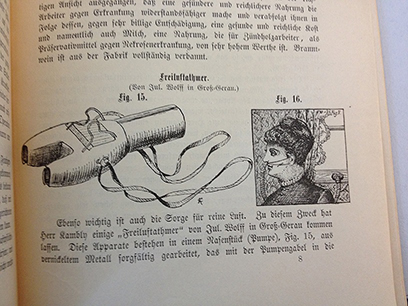 tigen Ansicht ausgegangen, daß eine gesündere und reichlichere Nahrung die
Arbeiter gegen Erkrankung widerstandsfähiger macht und verabfolgt ihnen in
Folge dessen, gegen sehr billige Entschädigung, eine gesunde und reichliche Kost
und namentlich auch Milch, eine Nahrung, die für Zündholzarbeiter, als
Präservativmittel gegen Nekrosenerkrankung, von sehr hohem Werthe ist. Brannt-
wein ist aus der Fabrik vollständig verbannt.
Freiluftathmer.
(Von Jul. Wolff in Groß-Gerau.)
Fig. 15.
Fig. 16.
Ebenso wichtig ist auch die Sorge für reine Luft. Zu diesem Zweck hat
Herr Kambly einige „Freiluftathmer“ von Jul. Wolff in Groß-Gerau kommen
lassen. Diese Apparate bestehen in einem Nasenstück (Pumpe), Fig. 15, aus
vernickeltem Metall sorgfältig gearbeitet, das mit der Pumpengabel in die
8